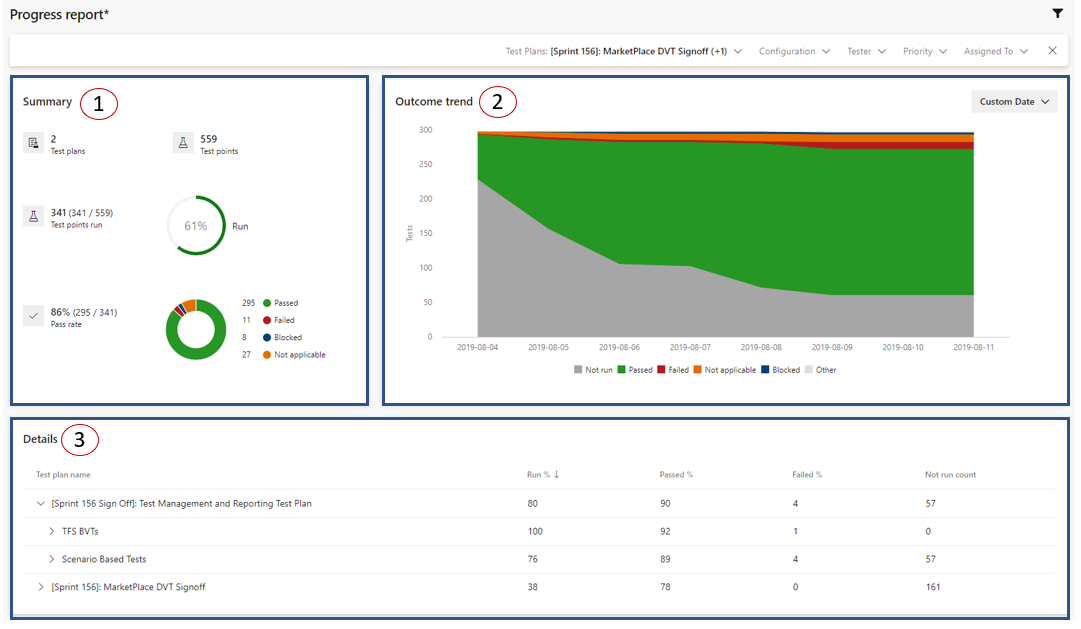 Progress report*
Test Plans: [Sprint 156]: MarketPlace DVT Signoff (+1) Configuration Tester Priority Assigned To
Summary 1
2
Test plans
559
Test points
341 (341 / 559)
Test points run
61%
Run
86% (295 / 341)
Pass rate
295 Passed
11 Failed
8 Blocked
27 Not applicable
Outcome trend 2
Custom Date
Tests
300
250
200
150
100
50
0
2019-08-04 2019-08-05 2019-08-06 2019-08-07 2019-08-08 2019-08-09 2019-08-10 2019-08-11
Not run Passed Failed Not applicable Blocked Other
Details 3
Test plan name Run % ↓ Passed % Failed % Not run count
[Sprint 156 Sign Off]: Test Management and Reporting Test Plan 80 90 4 57
TFS BVTs 100 92 1 0
Scenario Based Tests 76 89 4 57
[Sprint 156]: MarketPlace DVT Signoff 38 78 0 161